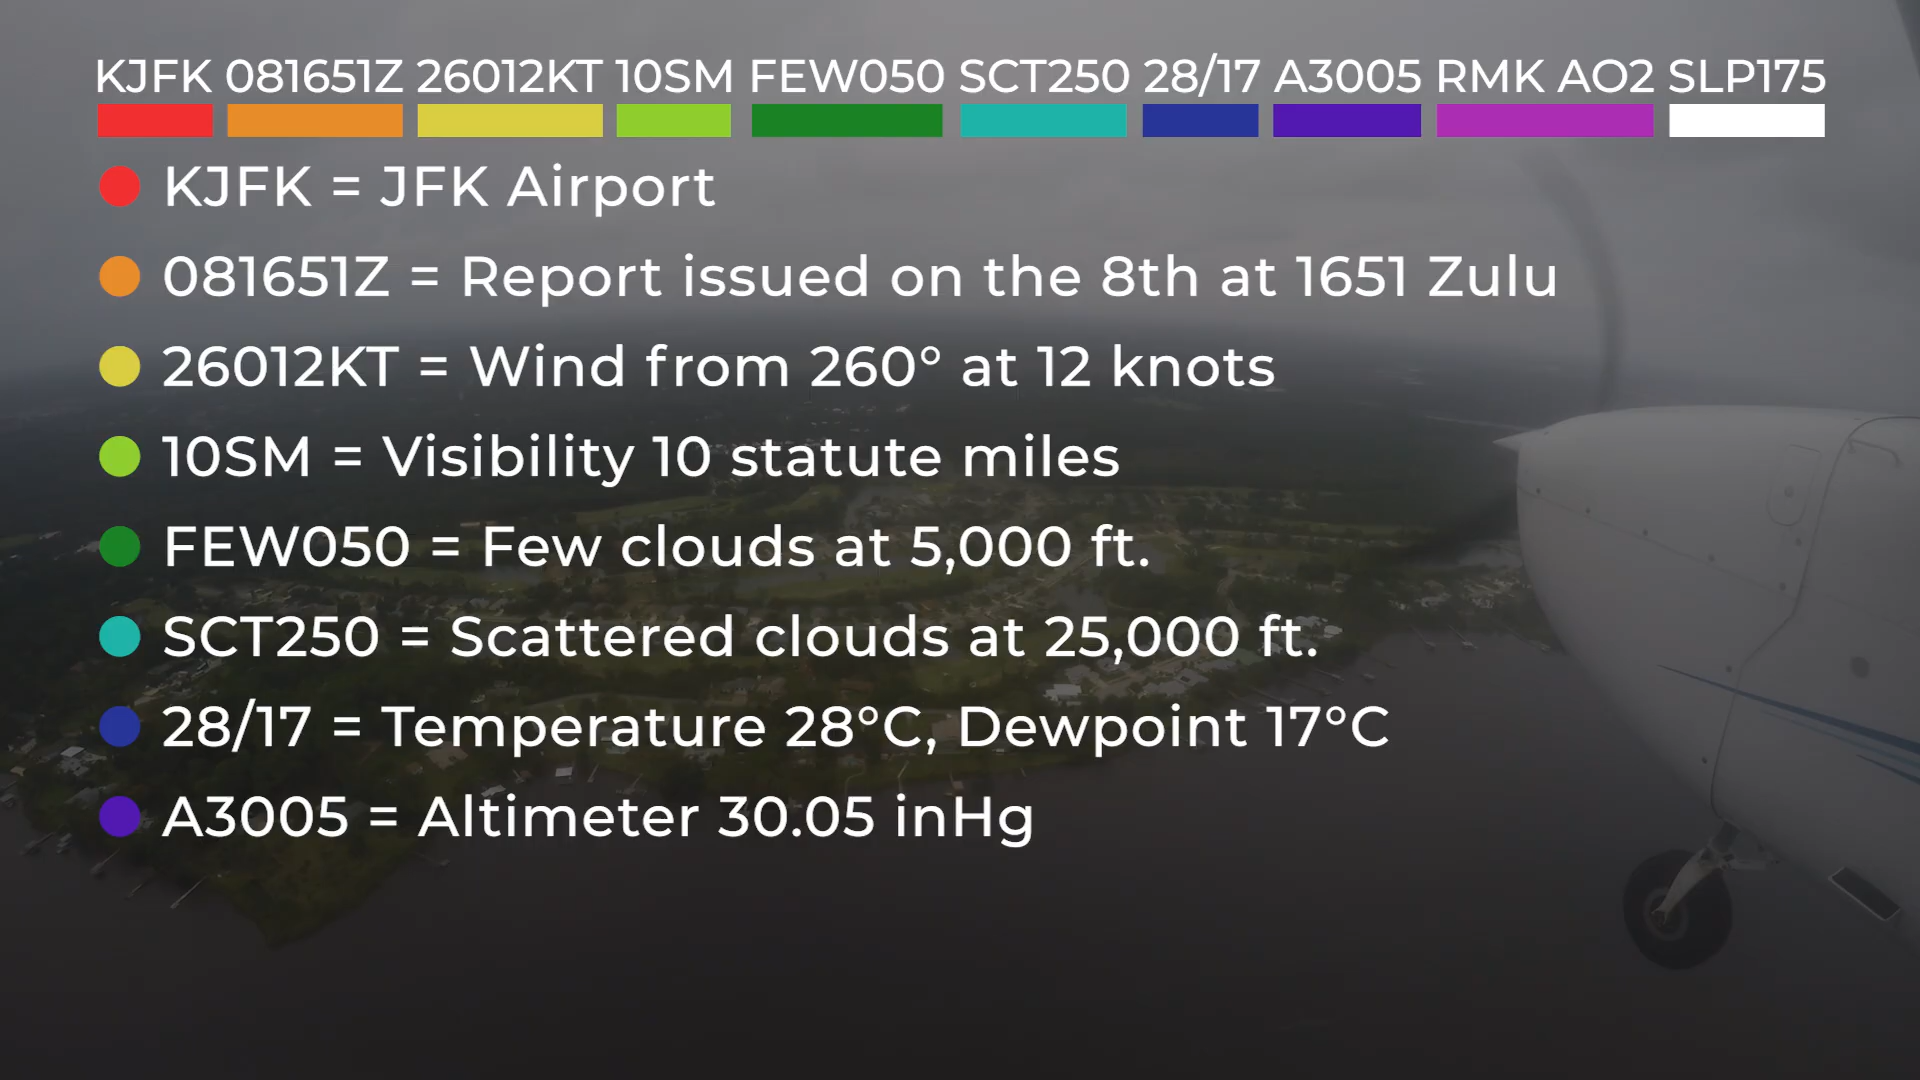 KJFK 081651Z 26012KT 10SM FEW050 SCT250 28/17 A3005 RMK AO2 SLP175
KJFK = JFK Airport
081651Z = Report issued on the 8th at 1651 Zulu
26012KT = Wind from 260° at 12 knots
10SM = Visibility 10 statute miles
FEW050 = Few clouds at 5,000 ft.
SCT250 = Scattered clouds at 25,000 ft.
28/17 = Temperature 28°C, Dewpoint 17°C
A3005 = Altimeter 30.05 inHg